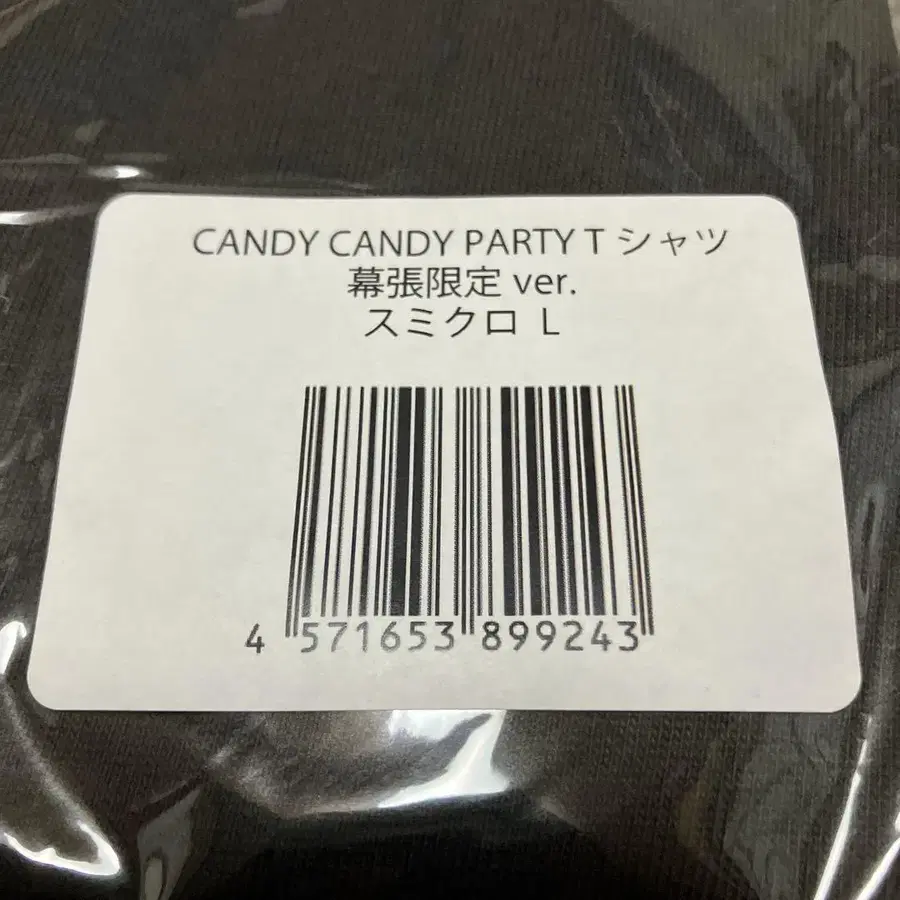 CANDY CANDY PARTY T シャツ
幕張限定 ver.
スミクロ L
4 571653 899243